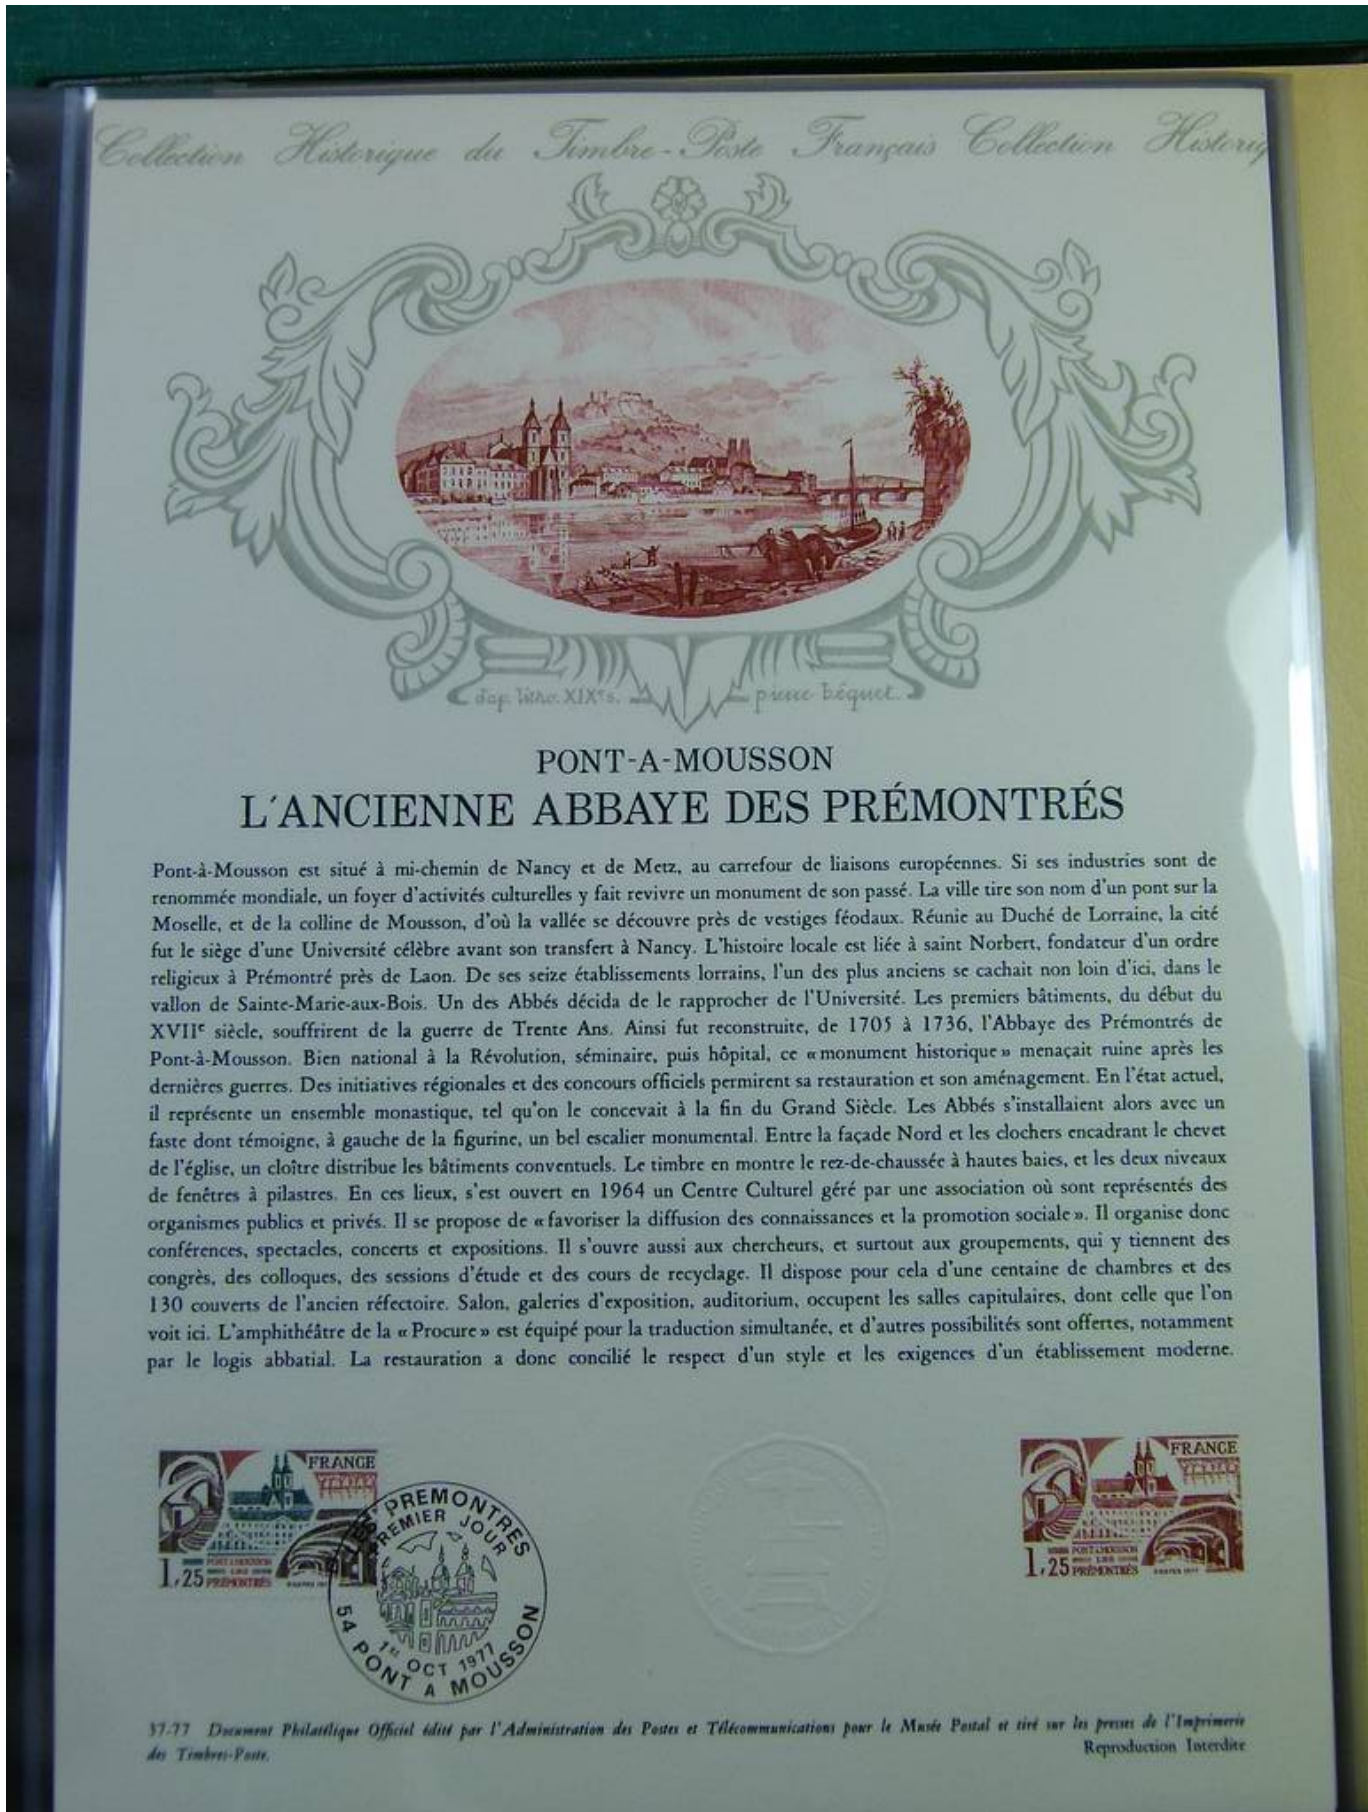 Collection Historique du Timbre-Poste Français Collection Historiq
d'ap. litho. XIXe s. pierre béquet.
PONT-A-MOUSSON
L'ANCIENNE ABBAYE DES PRÉMONTRÉS
Pont-à-Mousson est situé à mi-chemin de Nancy et de Metz, au carrefour de liaisons européennes. Si ses industries sont de
renommée mondiale, un foyer d'activités culturelles y fait revivre un monument de son passé. La ville tire son nom d'un pont sur la
Moselle, et de la colline de Mousson, d'où la vallée se découvre près de vestiges féodaux. Réunie au Duché de Lorraine, la cité
fut le siège d'une Université célèbre avant son transfert à Nancy. L'histoire locale est liée à saint Norbert, fondateur d'un ordre
religieux à Prémontré près de Laon. De ses seize établissements lorrains, l'un des plus anciens se cachait non loin d'ici, dans le
vallon de Sainte-Marie-aux-Bois. Un des Abbés décida de le rapprocher de l'Université. Les premiers bâtiments, du début du
XVIIe siècle, souffrirent de la guerre de Trente Ans. Ainsi fut reconstruite, de 1705 à 1736, l'Abbaye des Prémontrés de
Pont-à-Mousson. Bien national à la Révolution, séminaire, puis hôpital, ce « monument historique » menaçait ruine après les
dernières guerres. Des initiatives régionales et des concours officiels permirent sa restauration et son aménagement. En l'état actuel,
il représente un ensemble monastique, tel qu'on le concevait à la fin du Grand Siècle. Les Abbés s'installaient alors avec un
faste dont témoigne, à gauche de la figurine, un bel escalier monumental. Entre la façade Nord et les clochers encadrant le chevet
de l'église, un cloître distribue les bâtiments conventuels. Le timbre en montre le rez-de-chaussée à hautes baies, et les deux niveaux
de fenêtres à pilastres. En ces lieux, s'est ouvert en 1964 un Centre Culturel géré par une association où sont représentés des
organismes publics et privés. Il se propose de « favoriser la diffusion des connaissances et la promotion sociale ». Il organise donc
conférences, spectacles, concerts et expositions. Il s'ouvre aussi aux chercheurs, et surtout aux groupements, qui y tiennent des
congrès, des colloques, des sessions d'étude et des cours de recyclage. Il dispose pour cela d'une centaine de chambres et des
130 couverts de l'ancien réfectoire. Salon, galeries d'exposition, auditorium, occupent les salles capitulaires, dont celle que l'on
voit ici. L'amphithéâtre de la « Procure » est équipé pour la traduction simultanée, et d'autres possibilités sont offertes, notamment
par le logis abbatial. La restauration a donc concilié le respect d'un style et les exigences d'un établissement moderne.
FRANCE
PONT A MOUSSON
LES
1,25 PRÉMONTRÉS
LES PREMONTRES
PREMIER JOUR
1er OCT 1977
54 PONT A MOUSSON
FRANCE
PONT A MOUSSON
LES
1,25 PRÉMONTRÉS
37-77 Document Philatélique Officiel édité par l'Administration des Postes et Télécommunications pour le Musée Postal et tiré sur les presses de l'Imprimerie
des Timbres-Poste.
Reproduction Interdite